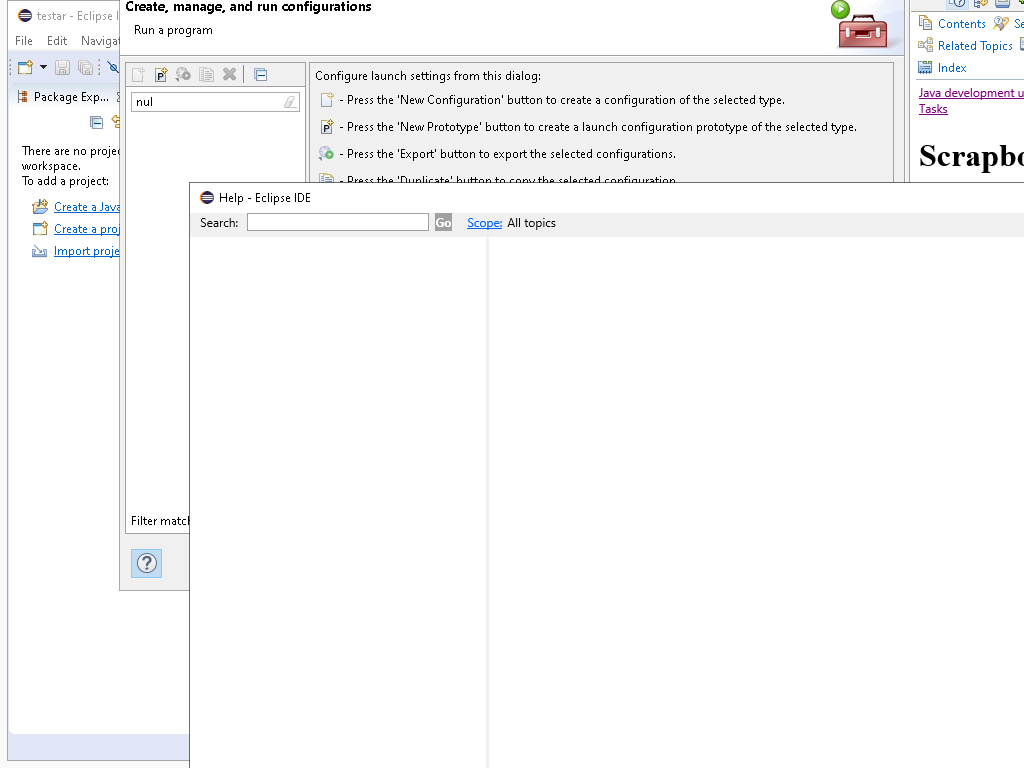 testar - Eclipse I
File Edit Navigat
Package Exp...
There are no projec
workspace.
To add a project:
Create a Java
Create a proj
Import proje
Create, manage, and run configurations
Run a program
nul
Filter match
Configure launch settings from this dialog:
- Press the 'New Configuration' button to create a configuration of the selected type.
- Press the 'New Prototype' button to create a launch configuration prototype of the selected type.
- Press the 'Export' button to export the selected configurations.
- Press the 'Duplicate' button to copy the selected configuration.
Help - Eclipse IDE
Search: Go Scope: All topics
Contents Se
Related Topics
Index
Java development u
Tasks
Scrapbo